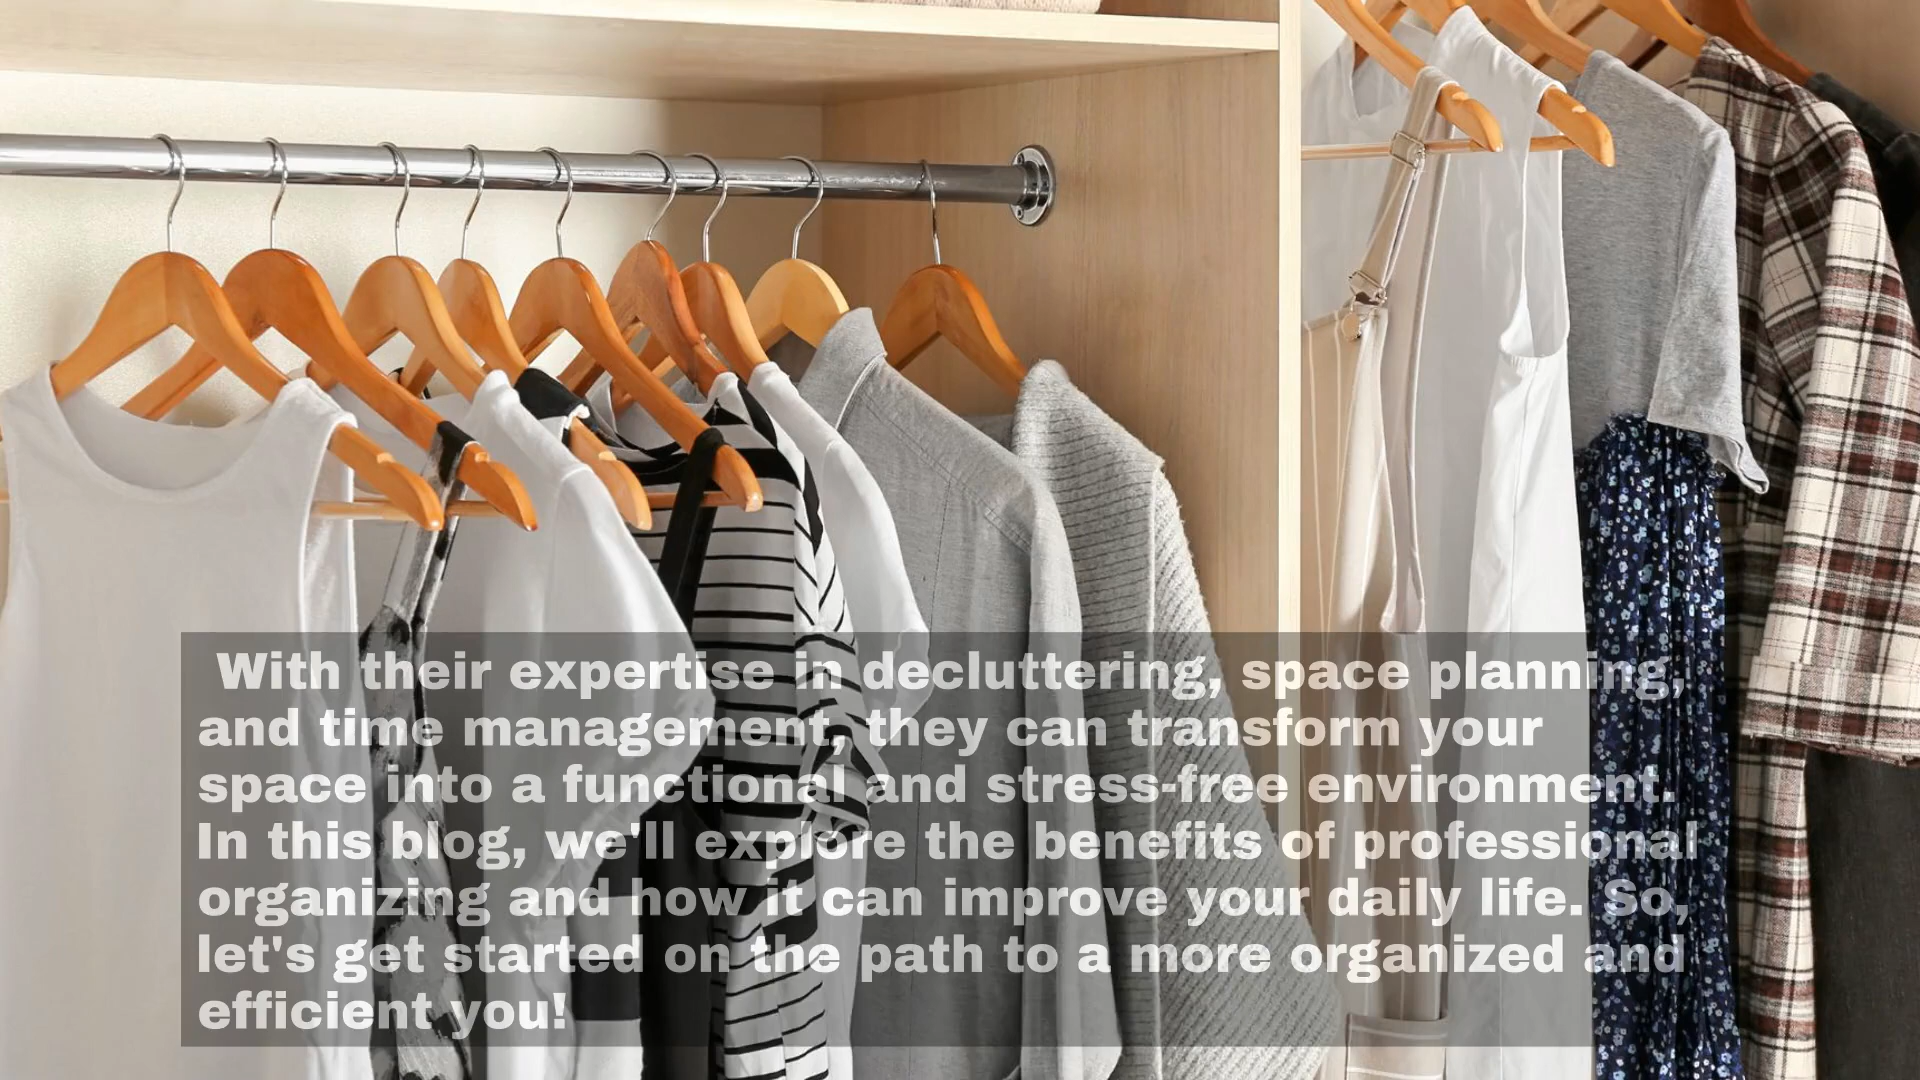 With their expertise in decluttering, space planning,
and time management, they can transform your
space into a functional and stress-free environment.
In this blog, we'll explore the benefits of professional
organizing and how it can improve your daily life. So,
let's get started on the path to a more organized and
efficient you!